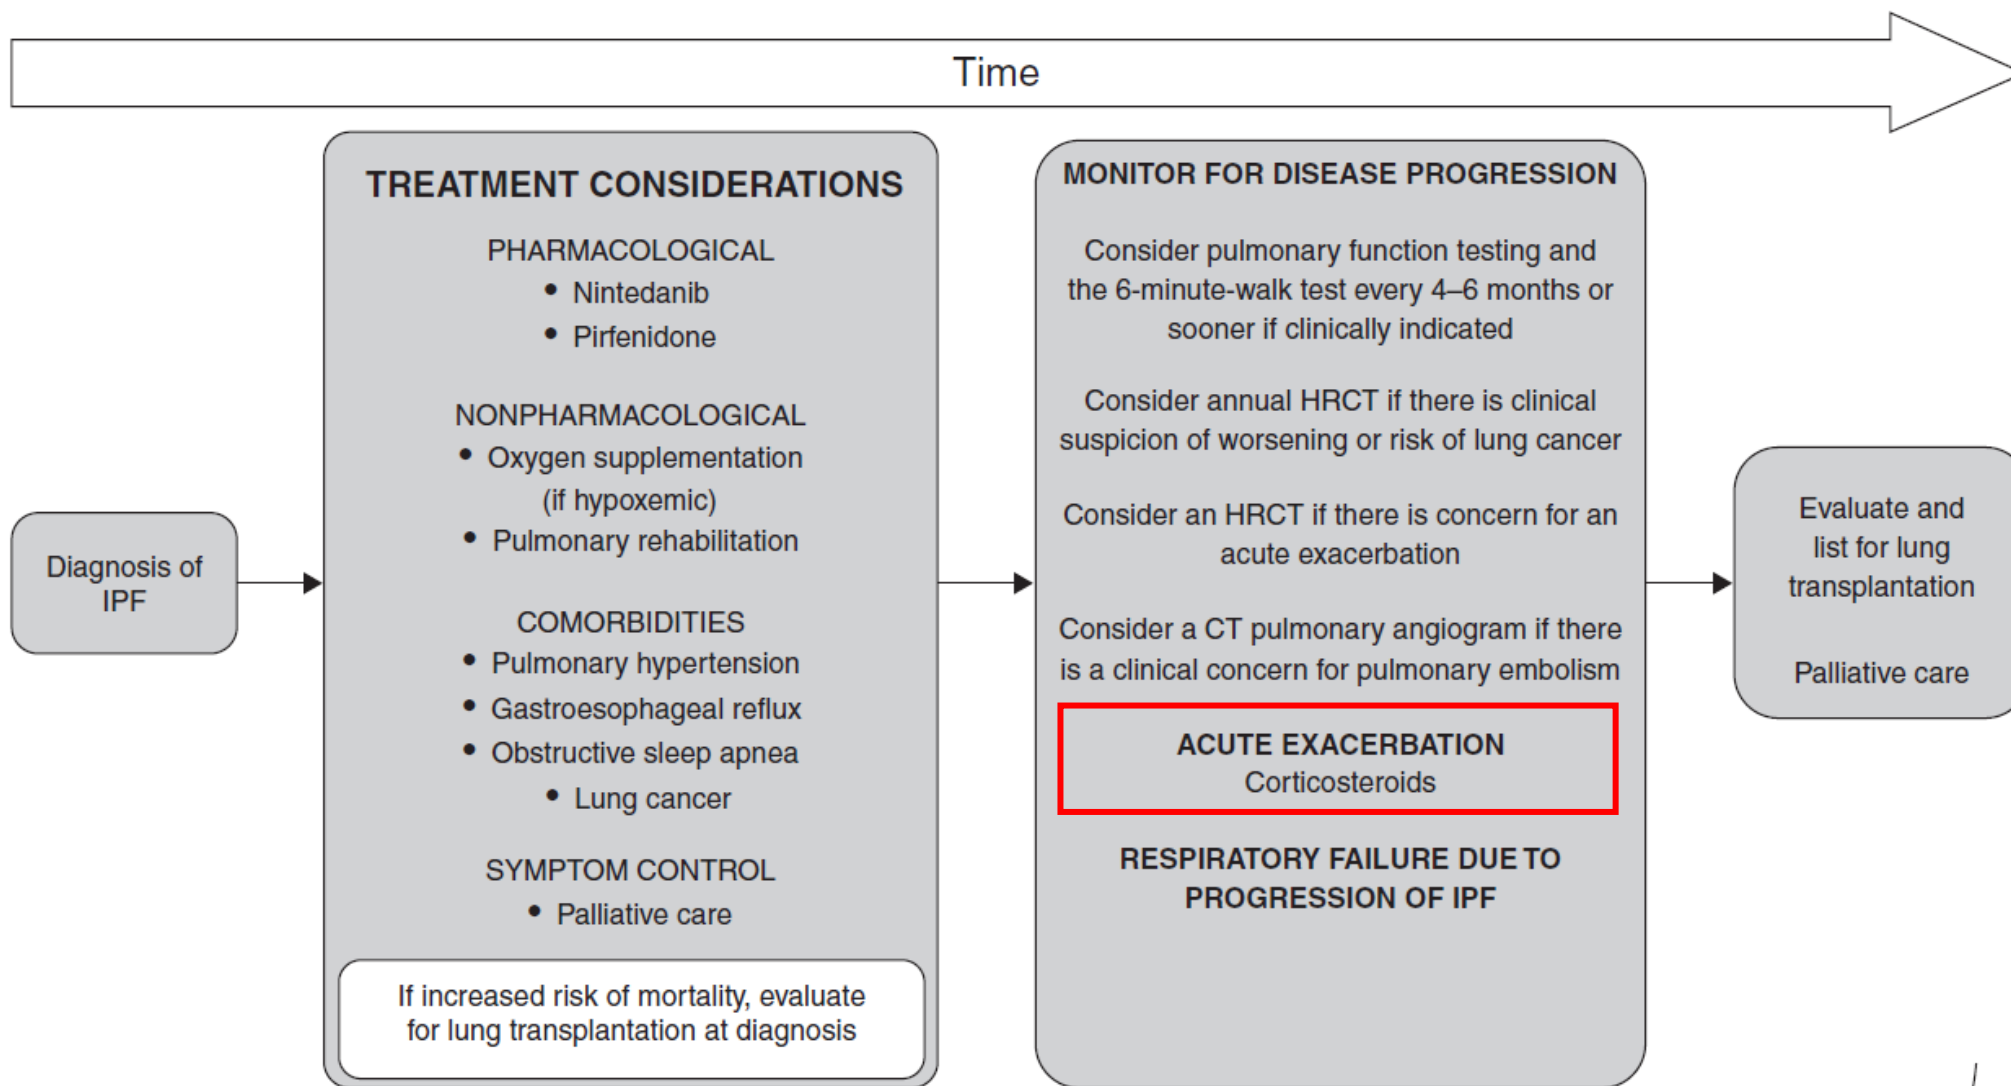 Time
Diagnosis of
IPF
TREATMENT CONSIDERATIONS
PHARMACOLOGICAL
• Nintedanib
• Pirfenidone
NONPHARMACOLOGICAL
• Oxygen supplementation
(if hypoxemic)
• Pulmonary rehabilitation
COMORBIDITIES
• Pulmonary hypertension
• Gastroesophageal reflux
• Obstructive sleep apnea
• Lung cancer
SYMPTOM CONTROL
• Palliative care
If increased risk of mortality, evaluate
for lung transplantation at diagnosis
MONITOR FOR DISEASE PROGRESSION
Consider pulmonary function testing and
the 6-minute-walk test every 4–6 months or
sooner if clinically indicated
Consider annual HRCT if there is clinical
suspicion of worsening or risk of lung cancer
Consider an HRCT if there is concern for an
acute exacerbation
Consider a CT pulmonary angiogram if there
is a clinical concern for pulmonary embolism
ACUTE EXACERBATION
Corticosteroids
RESPIRATORY FAILURE DUE TO
PROGRESSION OF IPF
Evaluate and
list for lung
transplantation
Palliative care